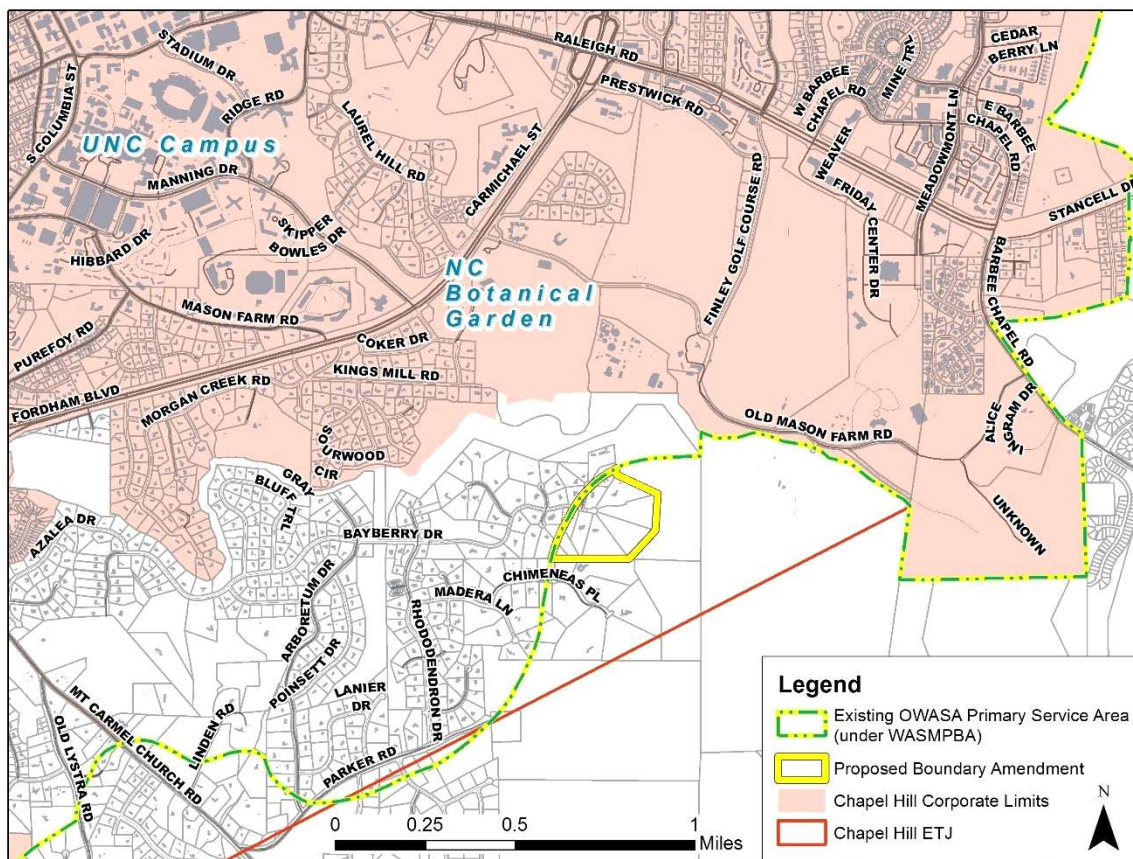 STADIUM DR
S COLUMBIA ST
RIDGE RD
UNC Campus
MANNING DR
LAUREL HILL RD
CARMICHAEL ST
RALEIGH RD
PRESTWICK RD
W BARBEE
CHAPEL RD
MINE TRL
WEAVER
CEDAR
BERRY LN
MEADOWMONT LN
E BARBEE
CHAPEL RD
STANCELL DR
FRIDAY CENTER DR
FINLEY GOLF COURSE RD
BARBEE CHAPEL RD
SKIPPER
BOWLES DR
HIBBARD DR
NC
Botanical
Garden
MASON FARM RD
PUREFOY RD
COKER DR
KINGS MILL RD
FORDHAM BLVD
MORGAN CREEK RD
SOURWOOD
CIR
OLD MASON FARM RD
ALICE
INGRAM DR
UNKNOWN
GRAY
BLUFF TRL
AZALEA DR
BAYBERRY DR
CHIMENEAS PL
MADERA LN
ARBORETUM DR
RHODODENDRON DR
POINSETT DR
LANIER
DR
MT CARMEL CHURCH RD
LINDEN RD
OLD LYSTRA RD
PARKER RD
0 0.25 0.5 1
Miles
Legend
Existing OWASA Primary Service Area
(under WASMPBA)
Proposed Boundary Amendment
Chapel Hill Corporate Limits
Chapel Hill ETJ
N